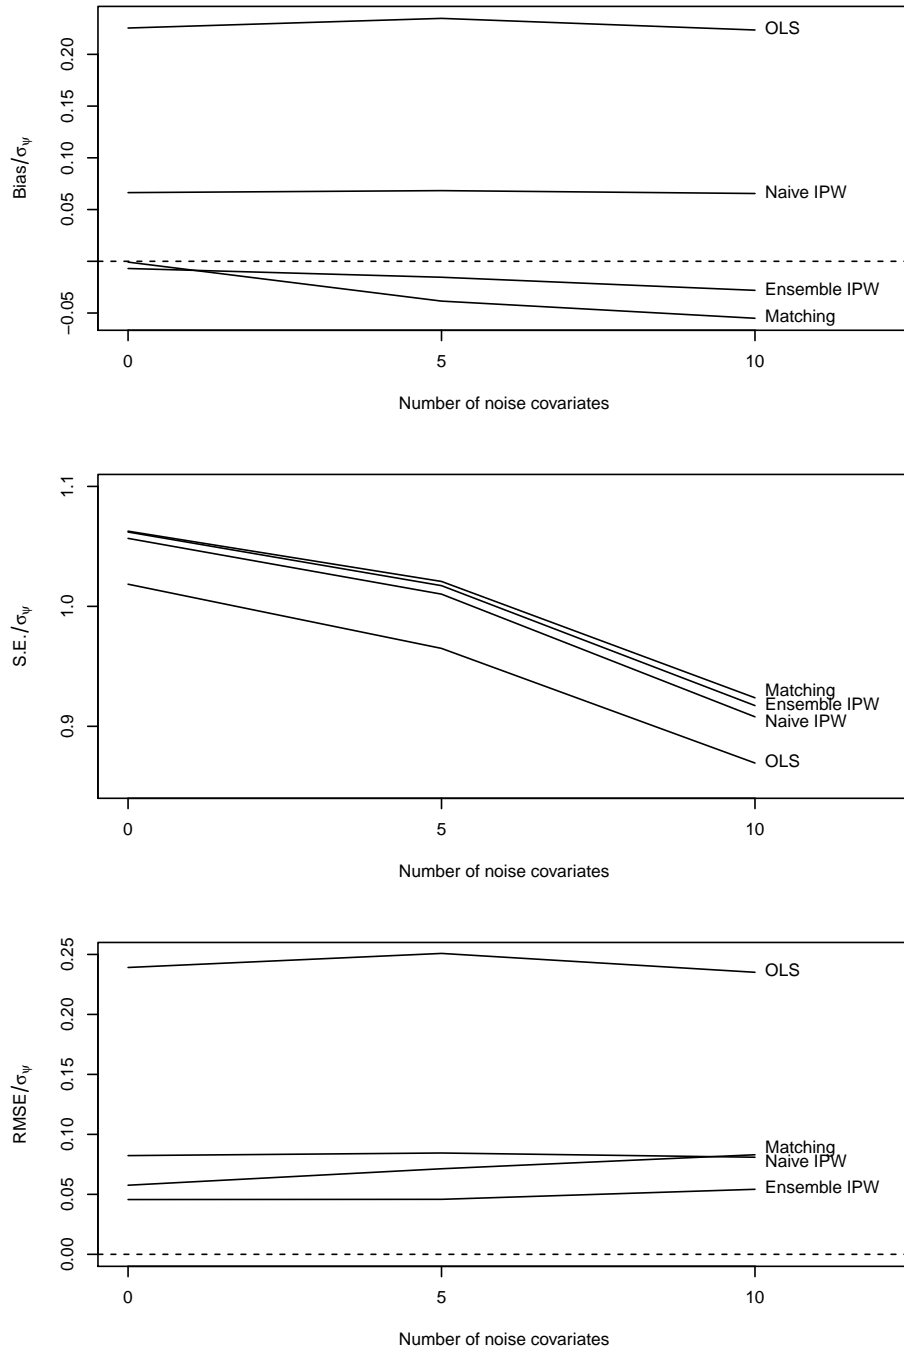 Bias/σψ
0.20
0.15
0.10
0.05
−0.05
OLS
Naive IPW
Ensemble IPW
Matching
0 5 10
Number of noise covariates
S.E./σψ
1.1
1.0
0.9
Matching
Ensemble IPW
Naive IPW
OLS
0 5 10
Number of noise covariates
RMSE/σψ
0.25
0.20
0.15
0.10
0.05
0.00
OLS
Matching
Naive IPW
Ensemble IPW
0 5 10
Number of noise covariates